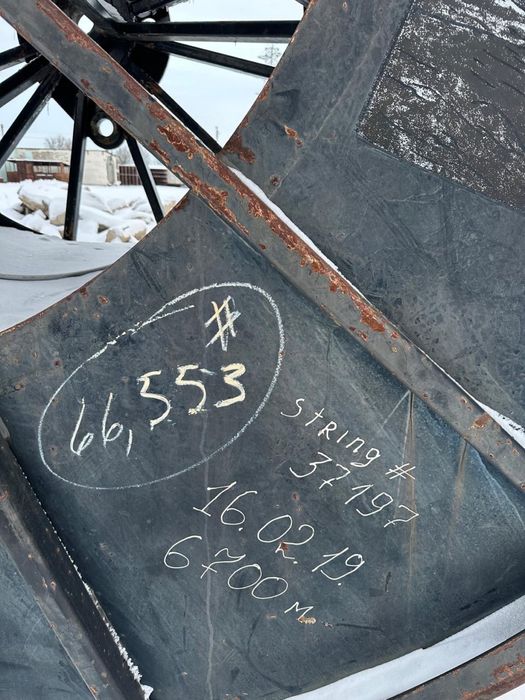 #
66,553
string #
37197
16.02.19.
6700 м